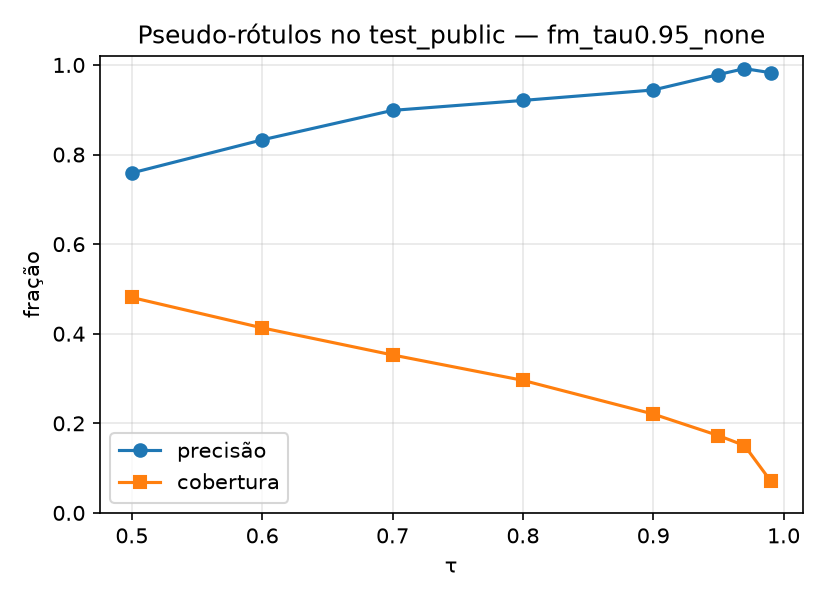 Pseudo-rótulos no test_public — fm_tau0.95_none
1.0
0.8
0.6
0.4
0.2
0.0
fração
precisão
cobertura
0.5 0.6 0.7 0.8 0.9 1.0
τ